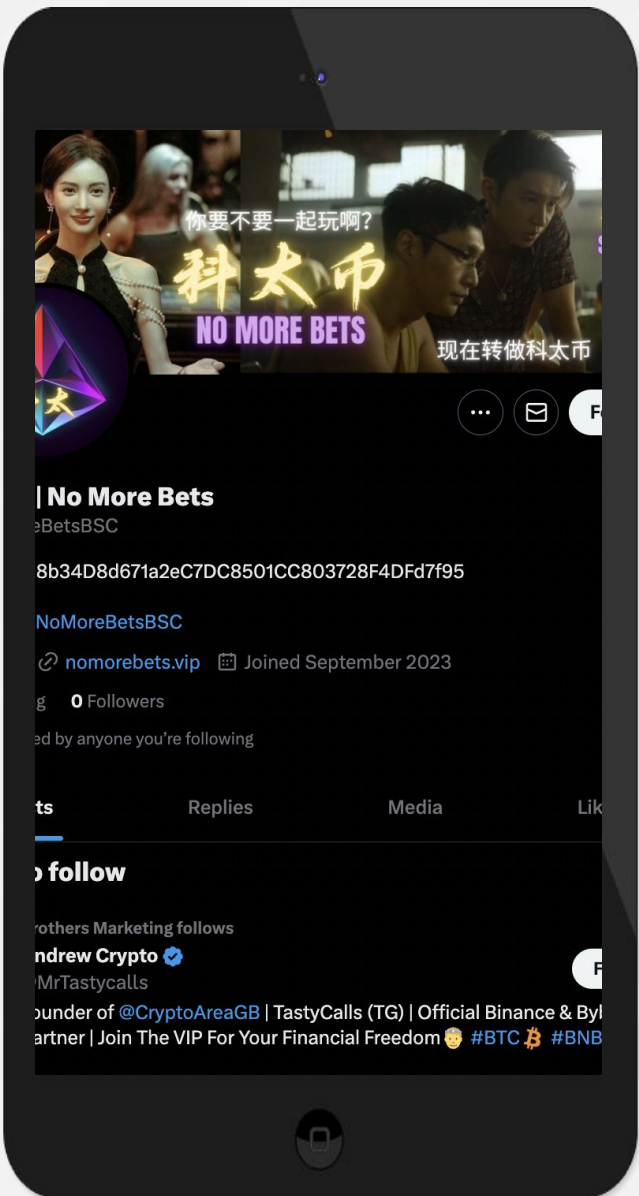 你要不要一起玩啊?
科太币
NO MORE BETS
现在转做科太币
太
| No More Bets
eBetsBSC
8b34D8d671a2eC7DC8501CC803728F4DFd7f95
NoMoreBetsBSC
nomorebets.vip Joined September 2023
g 0 Followers
ed by anyone you're following
ts Replies Media Lik
o follow
rothers Marketing follows
ndrew Crypto
MrTastycalls
ounder of @CryptoAreaGB | TastyCalls (TG) | Official Binance & Byb
artner | Join The VIP For Your Financial Freedom #BTC #BNB